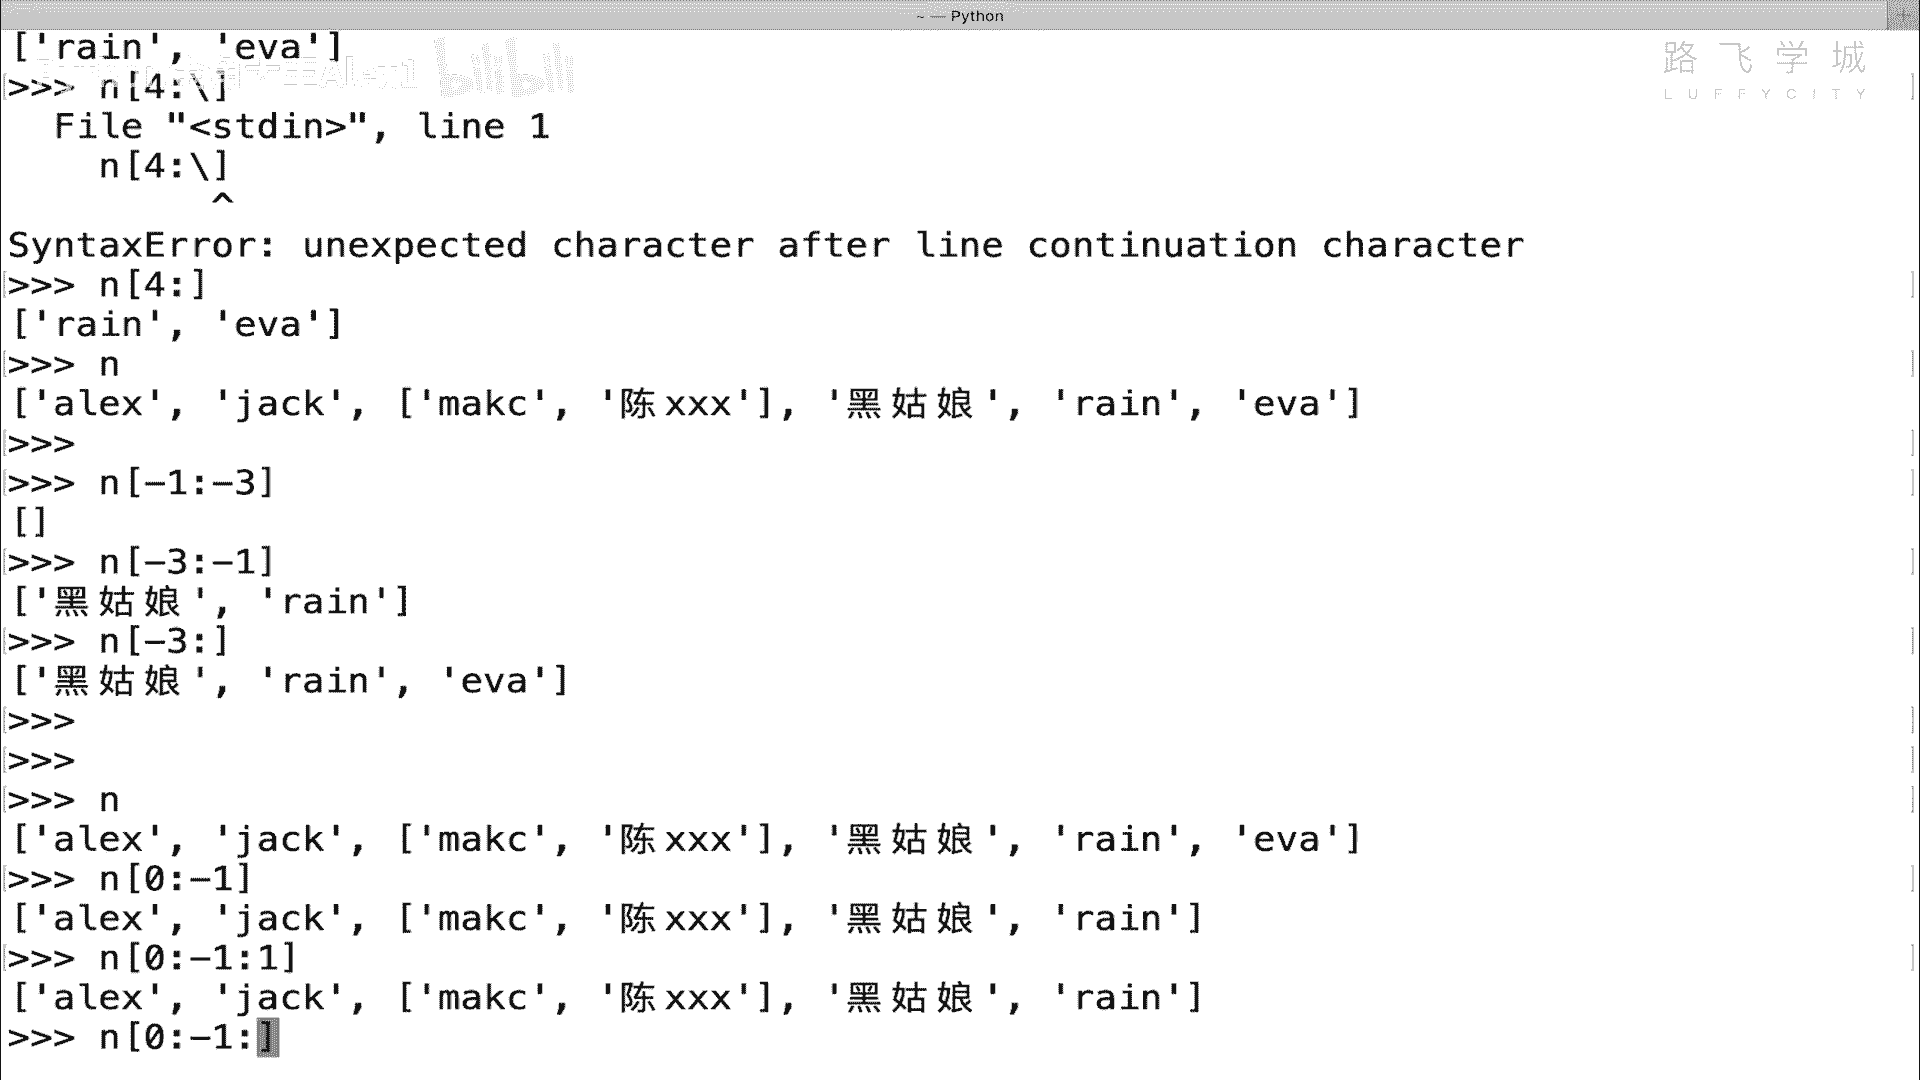 ~ — Python
['rain', 'eva']
>>> n[4:\]
路飞学城
LUFFYCITY
bilibili
  File "<stdin>", line 1
    n[4:\]
         ^
SyntaxError: unexpected character after line continuation character
>>> n[4:]
['rain', 'eva']
>>> n
['alex', 'jack', ['makc', '陈xxx'], '黑姑娘', 'rain', 'eva']
>>>
>>> n[-1:-3]
[]
>>> n[-3:-1]
['黑姑娘', 'rain']
>>> n[-3:]
['黑姑娘', 'rain', 'eva']
>>>
>>>
>>> n
['alex', 'jack', ['makc', '陈xxx'], '黑姑娘', 'rain', 'eva']
>>> n[0:-1]
['alex', 'jack', ['makc', '陈xxx'], '黑姑娘', 'rain']
>>> n[0:-1:1]
['alex', 'jack', ['makc', '陈xxx'], '黑姑娘', 'rain']
>>> n[0:-1:]